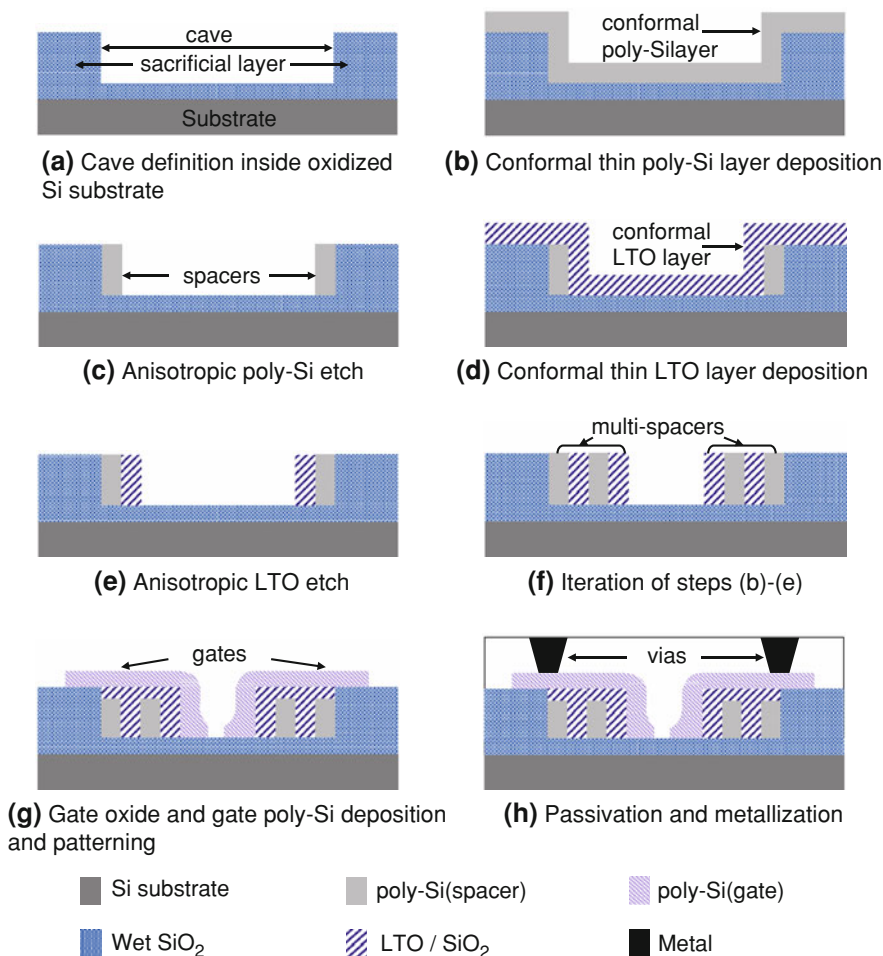 cave
sacrificial layer
Substrate
(a) Cave definition inside oxidized
Si substrate
conformal
poly-Silayer
(b) Conformal thin poly-Si layer deposition
spacers
(c) Anisotropic poly-Si etch
conformal
LTO layer
(d) Conformal thin LTO layer deposition
(e) Anisotropic LTO etch
multi-spacers
(f) Iteration of steps (b)-(e)
gates
(g) Gate oxide and gate poly-Si deposition
and patterning
vias
(h) Passivation and metallization
Si substrate
poly-Si(spacer)
poly-Si(gate)
Wet SiO2
LTO / SiO2
Metal